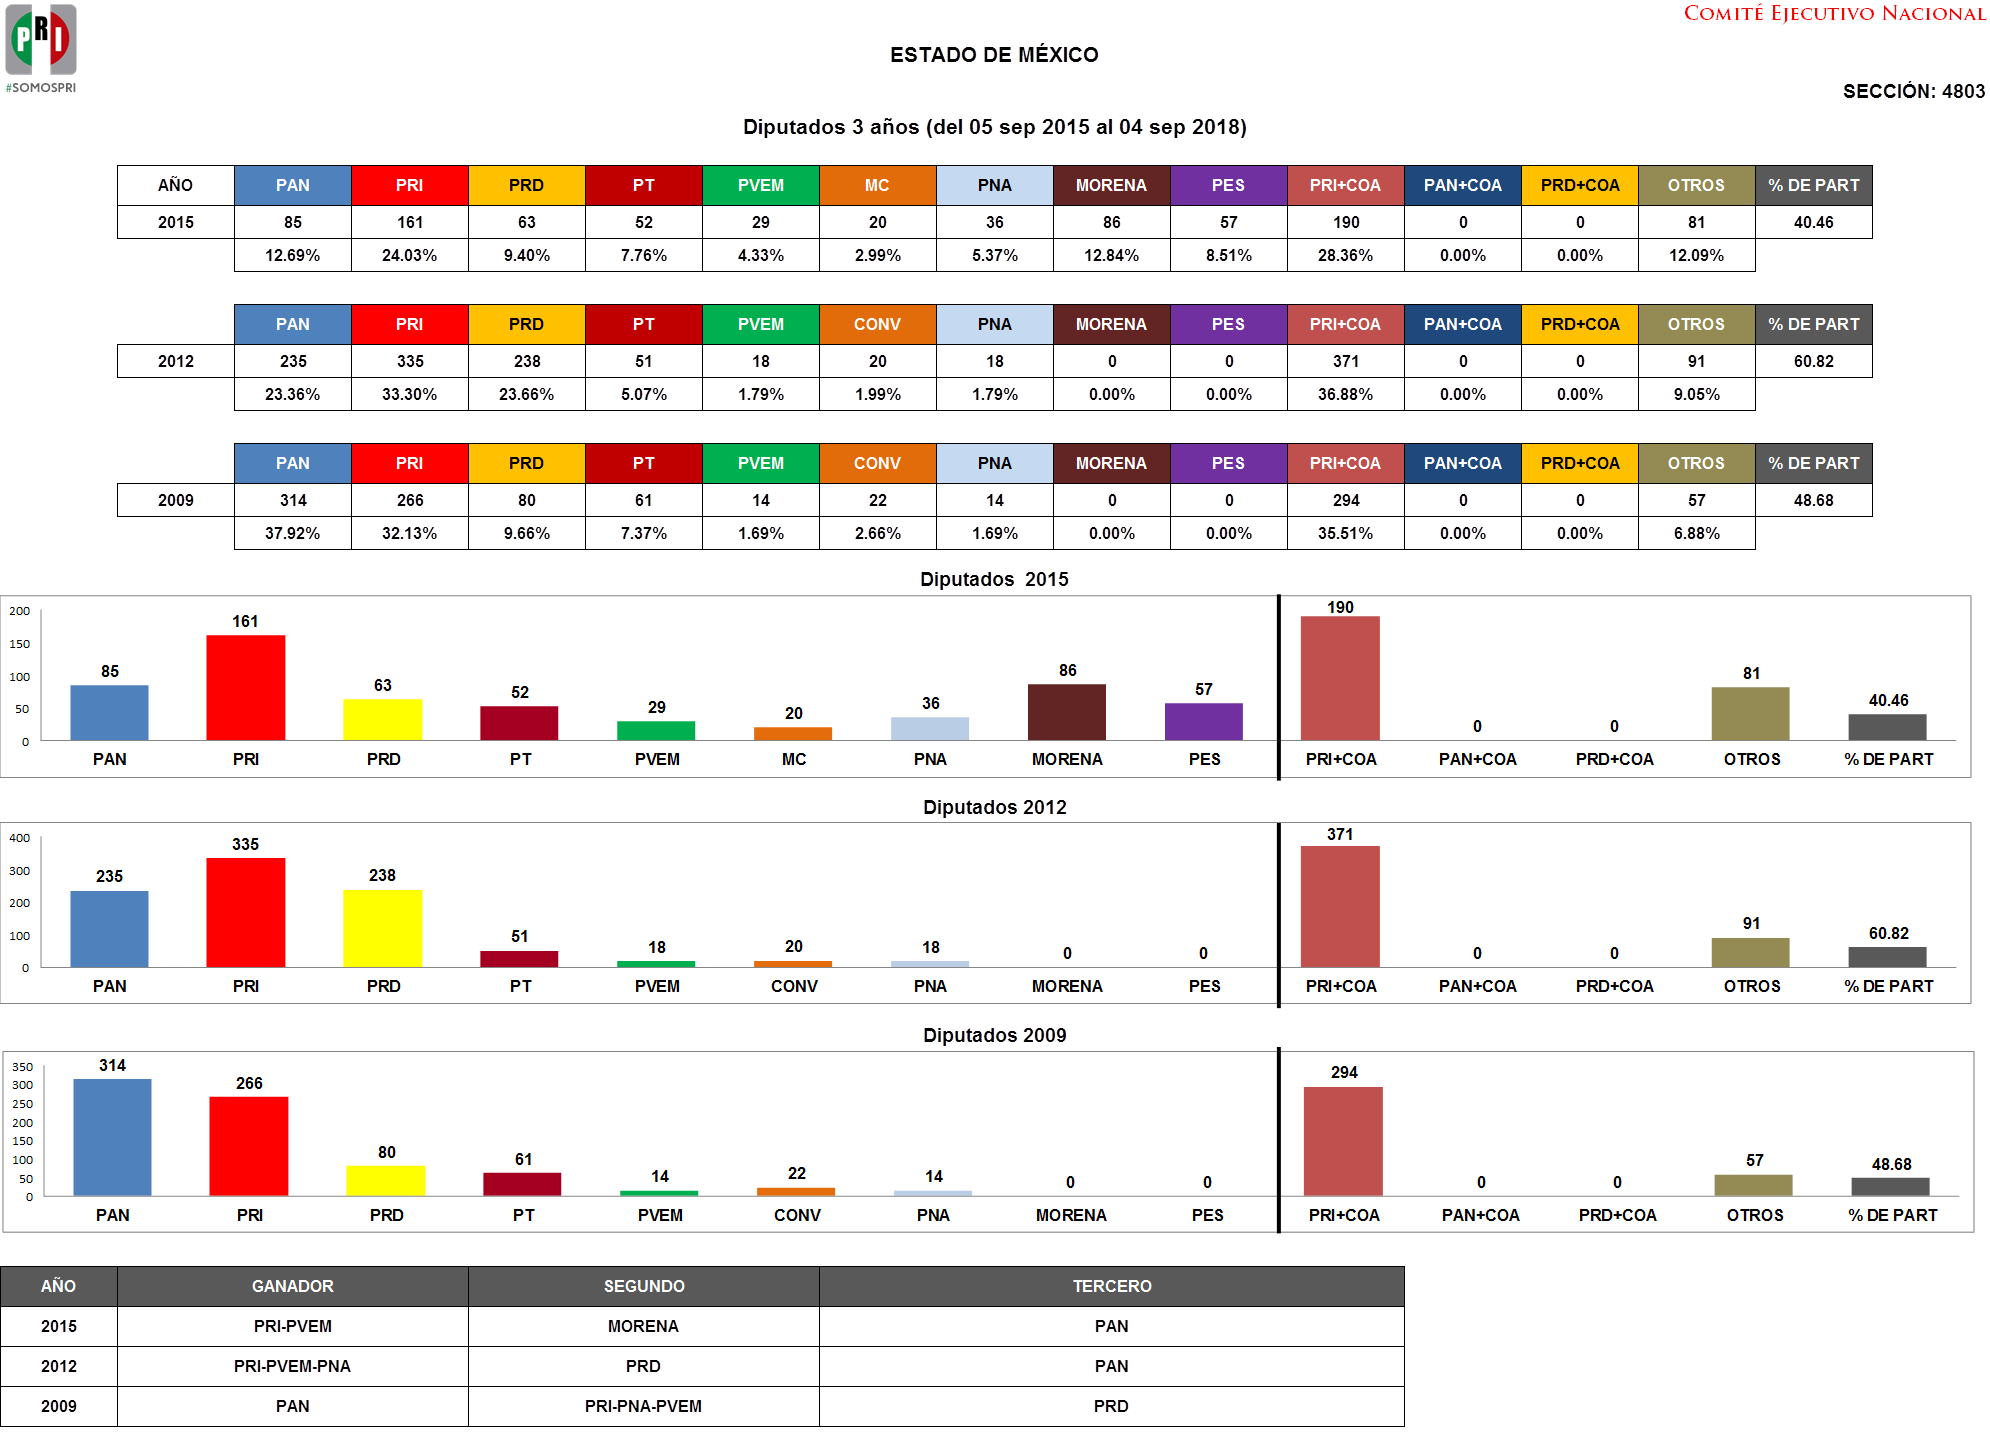 PRI
#SOMOSPRI
COMITÉ EJECUTIVO NACIONAL
ESTADO DE MÉXICO
SECCIÓN: 4803
Diputados 3 años (del 05 sep 2015 al 04 sep 2018)
AÑO PAN PRI PRD PT PVEM MC PNA MORENA PES PRI+COA PAN+COA PRD+COA OTROS % DE PART
2015 85 161 63 52 29 20 36 86 57 190 0 0 81 40.46
12.69% 24.03% 9.40% 7.76% 4.33% 2.99% 5.37% 12.84% 8.51% 28.36% 0.00% 0.00% 12.09%
PAN PRI PRD PT PVEM CONV PNA MORENA PES PRI+COA PAN+COA PRD+COA OTROS % DE PART
2012 235 335 238 51 18 20 18 0 0 371 0 0 91 60.82
23.36% 33.30% 23.66% 5.07% 1.79% 1.99% 1.79% 0.00% 0.00% 36.88% 0.00% 0.00% 9.05%
PAN PRI PRD PT PVEM CONV PNA MORENA PES PRI+COA PAN+COA PRD+COA OTROS % DE PART
2009 314 266 80 61 14 22 14 0 0 294 0 0 57 48.68
37.92% 32.13% 9.66% 7.37% 1.69% 2.66% 1.69% 0.00% 0.00% 35.51% 0.00% 0.00% 6.88%
Diputados 2015
200
150
100
50
0
85 161 63 52 29 20 36 86 57 190 0 0 81 40.46
PAN PRI PRD PT PVEM MC PNA MORENA PES PRI+COA PAN+COA PRD+COA OTROS % DE PART
Diputados 2012
400
300
200
100
0
235 335 238 51 18 20 18 0 0 371 0 0 91 60.82
PAN PRI PRD PT PVEM CONV PNA MORENA PES PRI+COA PAN+COA PRD+COA OTROS % DE PART
Diputados 2009
350
300
250
200
150
100
50
0
314 266 80 61 14 22 14 0 0 294 0 0 57 48.68
PAN PRI PRD PT PVEM CONV PNA MORENA PES PRI+COA PAN+COA PRD+COA OTROS % DE PART
AÑO GANADOR SEGUNDO TERCERO
2015 PRI-PVEM MORENA PAN
2012 PRI-PVEM-PNA PRD PAN
2009 PAN PRI-PNA-PVEM PRD